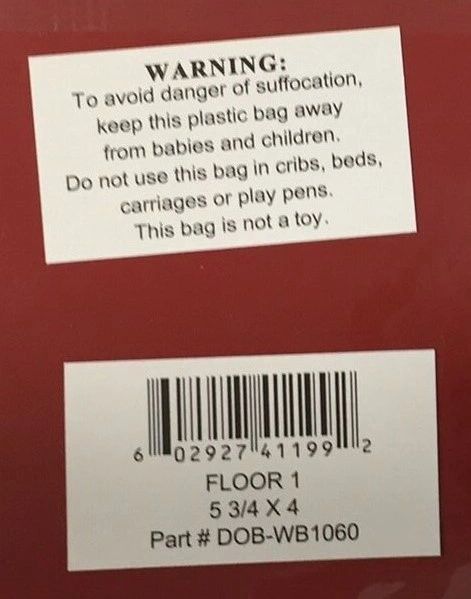 WARNING:
To avoid danger of suffocation,
keep this plastic bag away
from babies and children.
Do not use this bag in cribs, beds,
carriages or play pens.
This bag is not a toy.
6 02927 41199 2
FLOOR 1
5 3/4 X 4
Part # DOB-WB1060